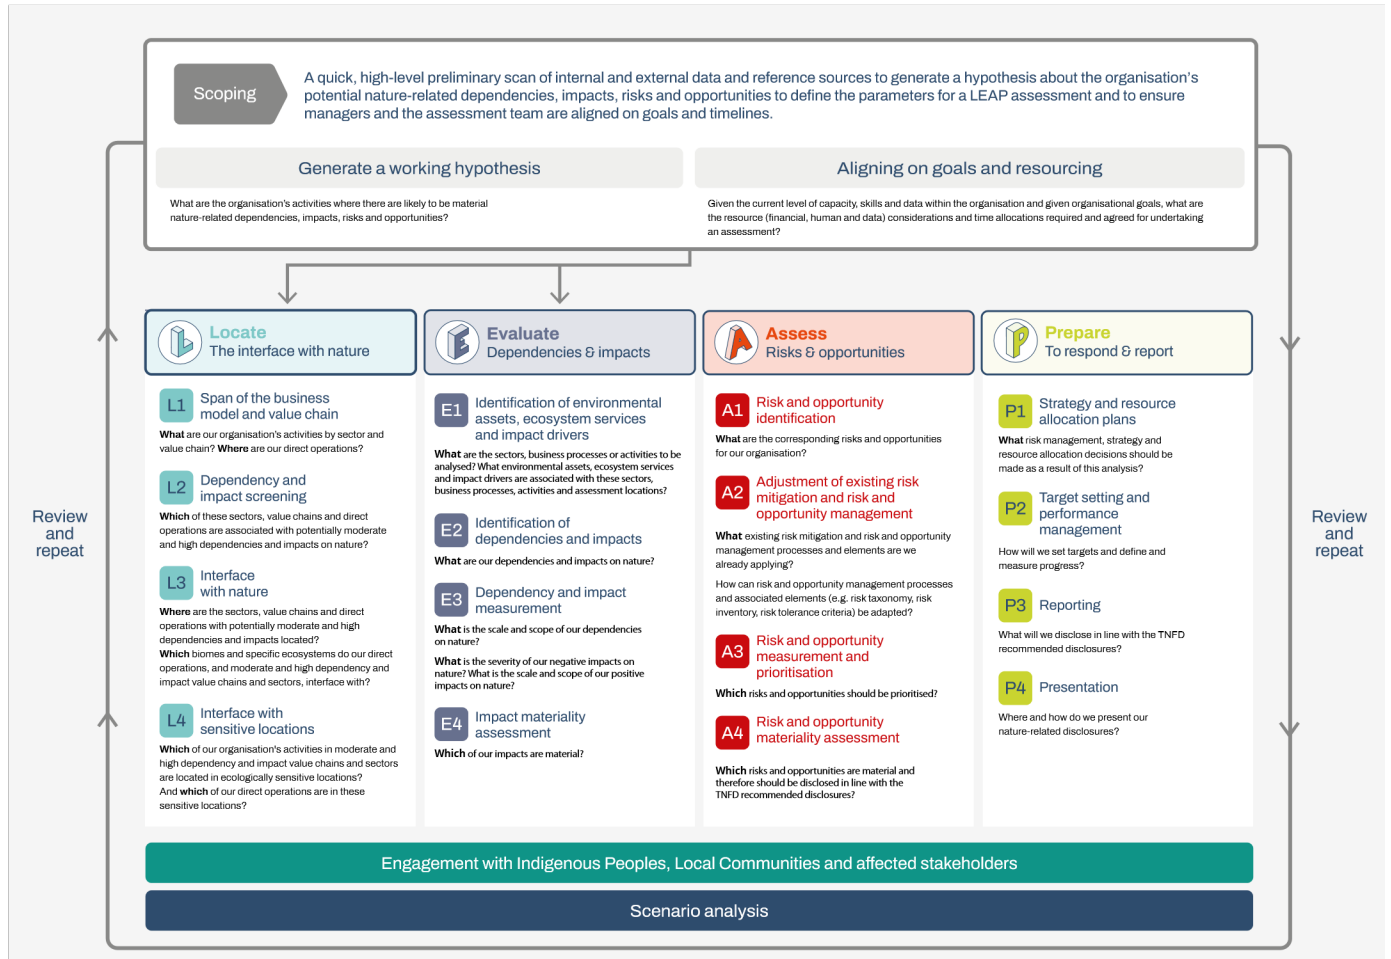 Scoping
A quick, high-level preliminary scan of internal and external data and reference sources to generate a hypothesis about the organisation's
potential nature-related dependencies, impacts, risks and opportunities to define the parameters for a LEAP assessment and to ensure
managers and the assessment team are aligned on goals and timelines.
Generate a working hypothesis
What are the organisation's activities where there are likely to be material
nature-related dependencies, impacts, risks and opportunities?
Aligning on goals and resourcing
Given the current level of capacity, skills and data within the organisation and given organisational goals, what are
the resource (financial, human and data) considerations and time allocations required and agreed for undertaking
an assessment?
Review
and
repeat
L
Locate
The interface with nature
L1
Span of the business
model and value chain
What are our organisation's activities by sector and
value chain? Where are our direct operations?
L2
Dependency and
impact screening
Which of these sectors, value chains and direct
operations are associated with potentially moderate
and high dependencies and impacts on nature?
L3
Interface
with nature
Where are the sectors, value chains and direct
operations with potentially moderate and high
dependencies and impacts located?
Which biomes and specific ecosystems do our direct
operations, and moderate and high dependency and
impact value chains and sectors, interface with?
L4
Interface with
sensitive locations
Which of our organisation's activities in moderate and
high dependency and impact value chains and sectors
are located in ecologically sensitive locations?
And which of our direct operations are in these
sensitive locations?
E
Evaluate
Dependencies & impacts
E1
Identification of environmental
assets, ecosystem services
and impact drivers
What are the sectors, business processes or activities to be
analysed? What environmental assets, ecosystem services
and impact drivers are associated with these sectors,
business processes, activities and assessment locations?
E2
Identification of
dependencies and impacts
What are our dependencies and impacts on nature?
E3
Dependency and impact
measurement
What is the scale and scope of our dependencies
on nature?
What is the severity of our negative impacts on
nature? What is the scale and scope of our positive
impacts on nature?
E4
Impact materiality
assessment
Which of our impacts are material?
A
Assess
Risks & opportunities
A1
Risk and opportunity
identification
What are the corresponding risks and opportunities
for our organisation?
A2
Adjustment of existing risk
mitigation and risk and
opportunity management
What existing risk mitigation and risk and opportunity
management processes and elements are we
already applying?
How can risk and opportunity management processes
and associated elements (e.g. risk taxonomy, risk
inventory, risk tolerance criteria) be adapted?
A3
Risk and opportunity
measurement and
prioritisation
Which risks and opportunities should be prioritised?
A4
Risk and opportunity
materiality assessment
Which risks and opportunities are material and
therefore should be disclosed in line with the
TNFD recommended disclosures?
P
Prepare
To respond & report
P1
Strategy and resource
allocation plans
What risk management, strategy and
resource allocation decisions should be
made as a result of this analysis?
P2
Target setting and
performance
management
How will we set targets and define and
measure progress?
P3
Reporting
What will we disclose in line with the TNFD
recommended disclosures?
P4
Presentation
Where and how do we present our
nature-related disclosures?
Review
and
repeat
Engagement with Indigenous Peoples, Local Communities and affected stakeholders
Scenario analysis